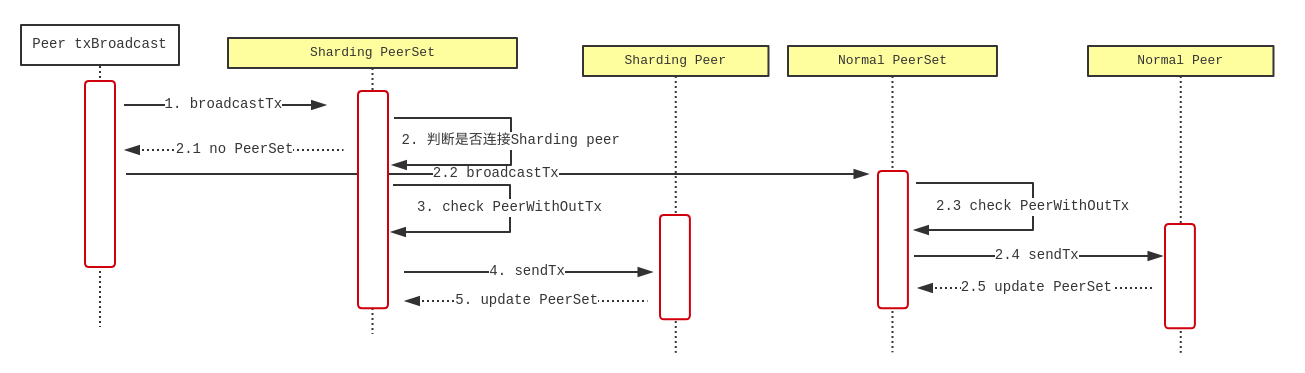 Peer txBroadcast
Sharding PeerSet
Sharding Peer
Normal PeerSet
Normal Peer
1. broadcastTx
2. 判断是否连接Sharding peer
2.1 no PeerSet
2.2 broadcastTx
3. check PeerWithOutTx
2.3 check PeerWithOutTx
2.4 sendTx
4. sendTx
2.5 update PeerSet
5. update PeerSet